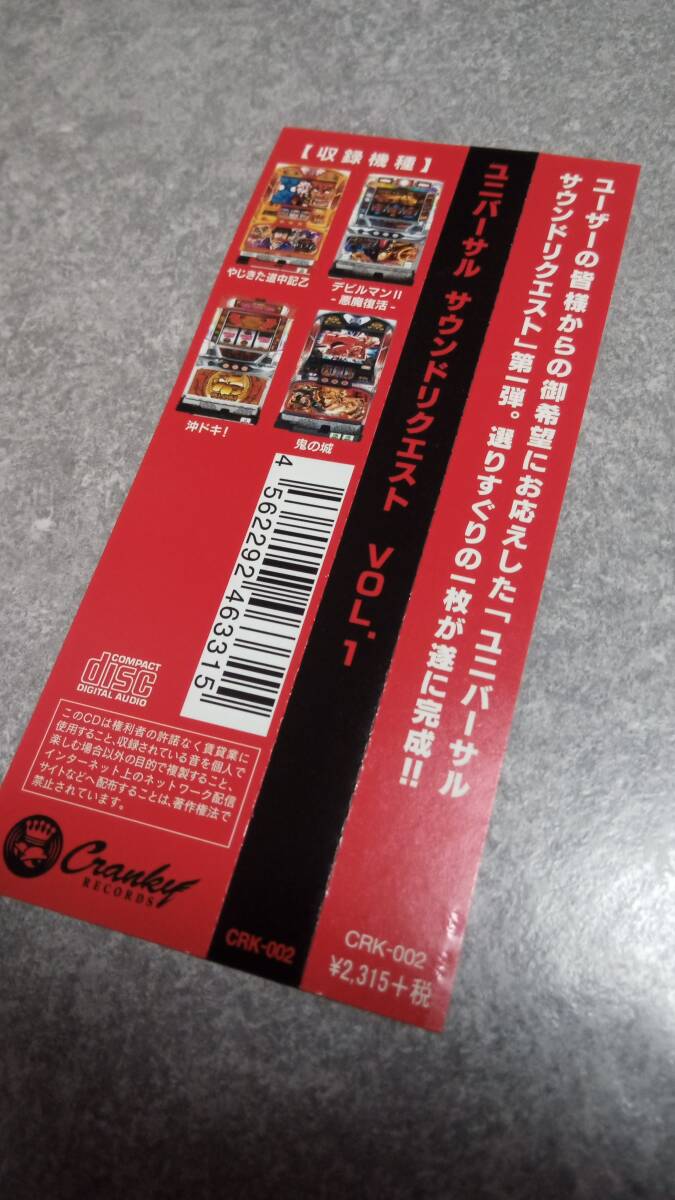 ユーザーの皆様からの御希望にお応えした「ユニバーサル
サウンドリクエスト」第一弾。選りすぐりの一枚が遂に完成!!
CRK-002
¥2,315+税
ユニバーサル サウンドリクエスト VOL.1
CRK-002
【収録機種】
やじきた道中記乙
デビルマンII
-悪魔復活-
沖ドキ!
鬼の城
4 562292 463315
COMPACT
disc
DIGITAL AUDIO
このCDは権利者の許諾なく賃貸業に
使用すること、収録されている音を個人で
楽しむ場合以外の目的で複製すること、
インターネット上のネットワーク配信
サイトなどへ配布することは、著作権法で
禁止されています。
Cranky
RECORDS